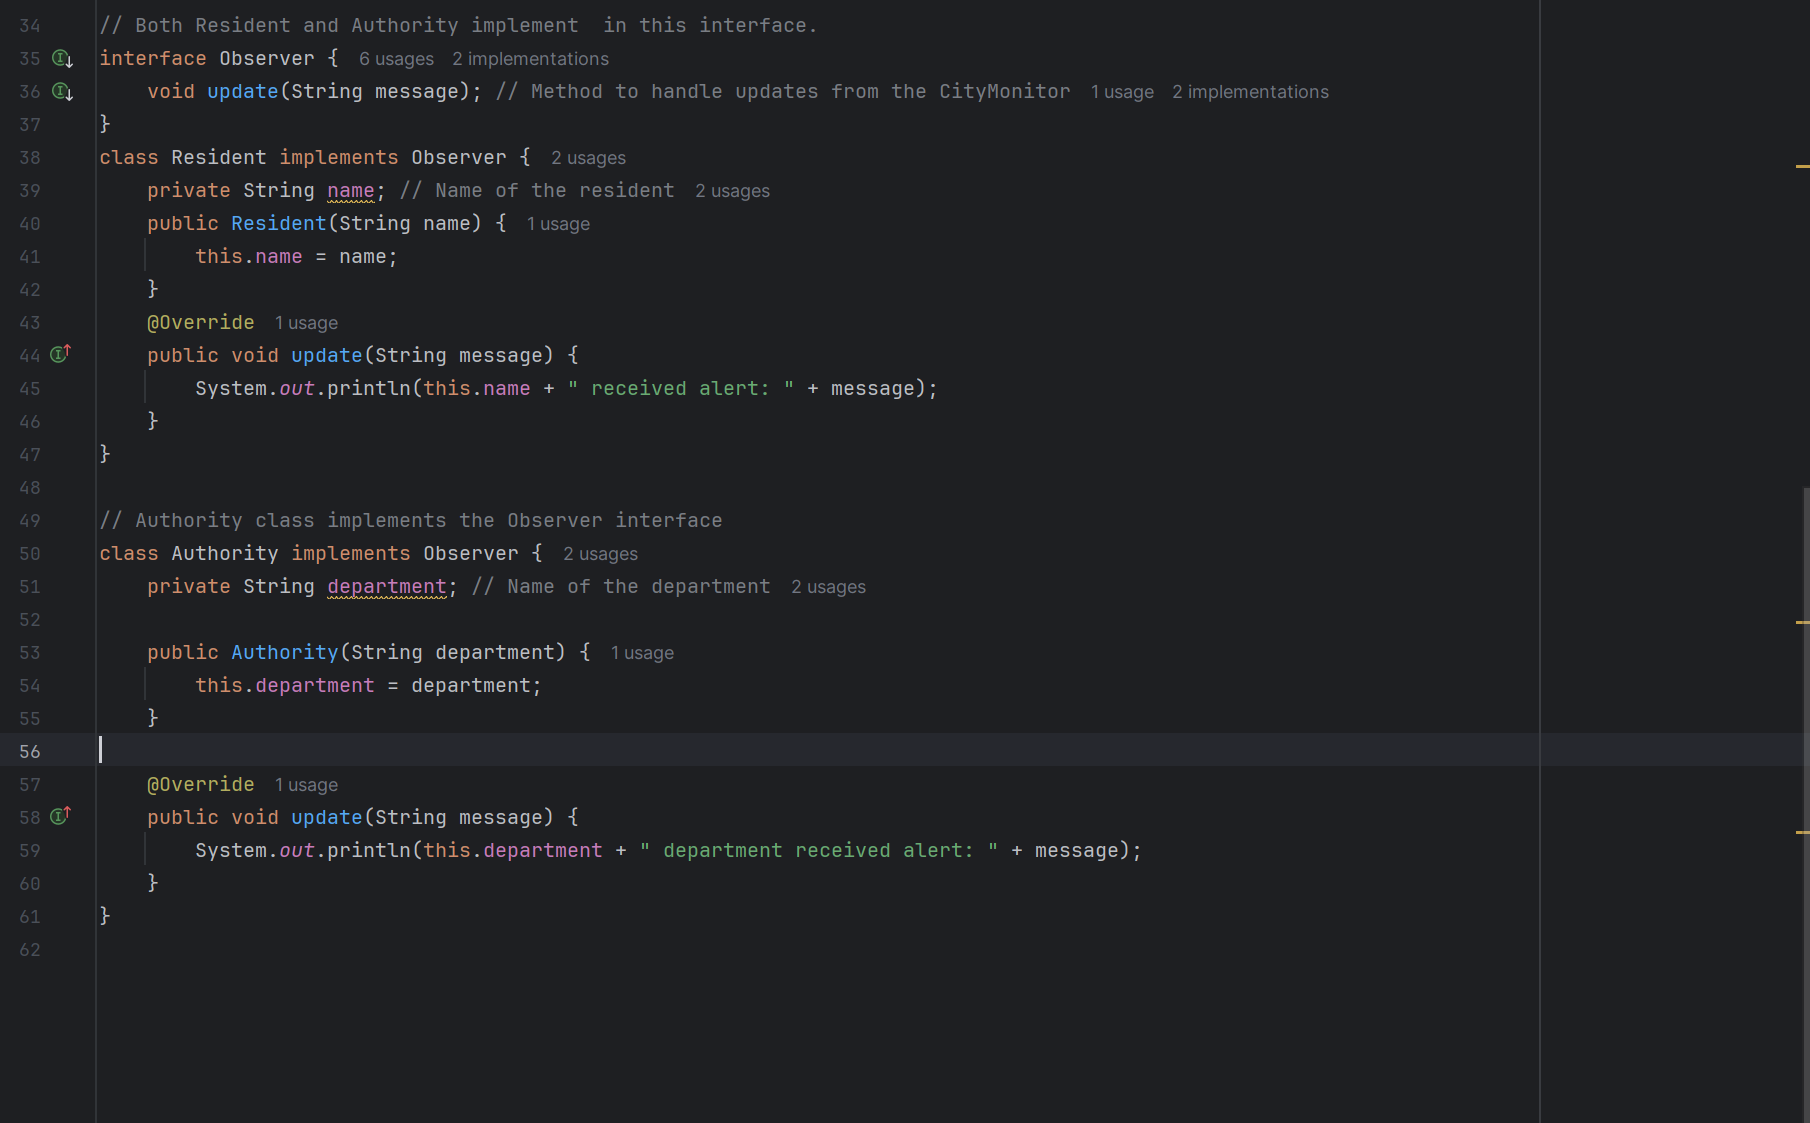 34 // Both Resident and Authority implement  in this interface.
35 interface Observer { 6 usages 2 implementations
36     void update(String message); // Method to handle updates from the CityMonitor 1 usage 2 implementations
37 }
38 class Resident implements Observer { 2 usages
39     private String name; // Name of the resident 2 usages
40     public Resident(String name) { 1 usage
41         this.name = name;
42     }
43     @Override 1 usage
44     public void update(String message) {
45         System.out.println(this.name + " received alert: " + message);
46     }
47 }
48
49 // Authority class implements the Observer interface
50 class Authority implements Observer { 2 usages
51     private String department; // Name of the department 2 usages
52
53     public Authority(String department) { 1 usage
54         this.department = department;
55     }
56
57     @Override 1 usage
58     public void update(String message) {
59         System.out.println(this.department + " department received alert: " + message);
60     }
61 }
62